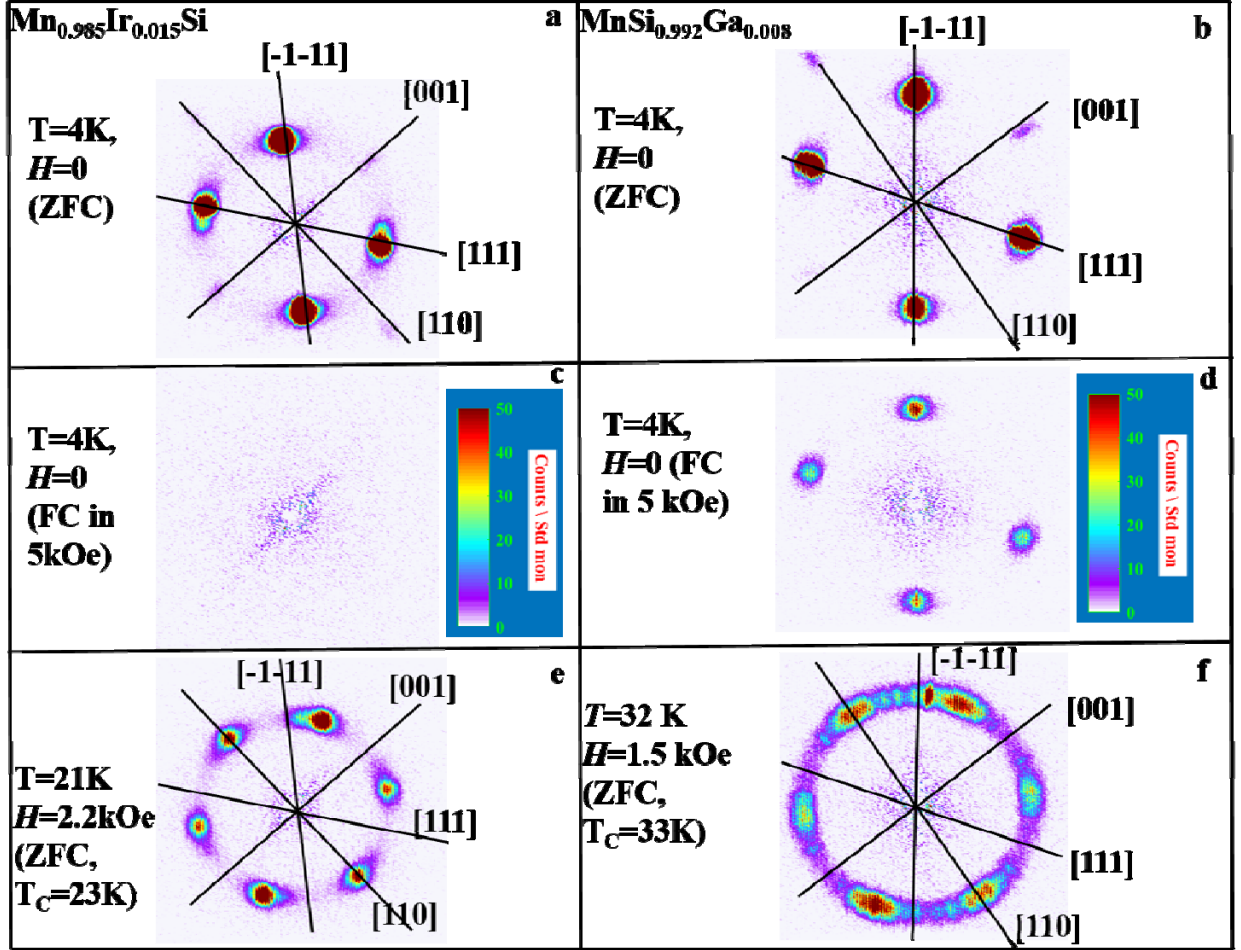 Mn0.985Ir0.015Si
a
[-1-11]
[001]
T=4K,
H=0
(ZFC)
[111]
[110]
MnSi0.992Ga0.008
b
[-1-11]
[001]
T=4K,
H=0
(ZFC)
[111]
[110]
c
T=4K,
H=0
(FC in
5kOe)
50
40
30
20
10
0
Counts \ Std mon
d
T=4K,
H=0 (FC
in 5 kOe)
50
40
30
20
10
0
Counts \ Std mon
e
[-1-11]
[001]
T=21K
H=2.2kOe
(ZFC,
TC=23K)
[111]
[110]
f
[-1-11]
[001]
T=32 K
H=1.5 kOe
(ZFC,
TC=33K)
[111]
[110]